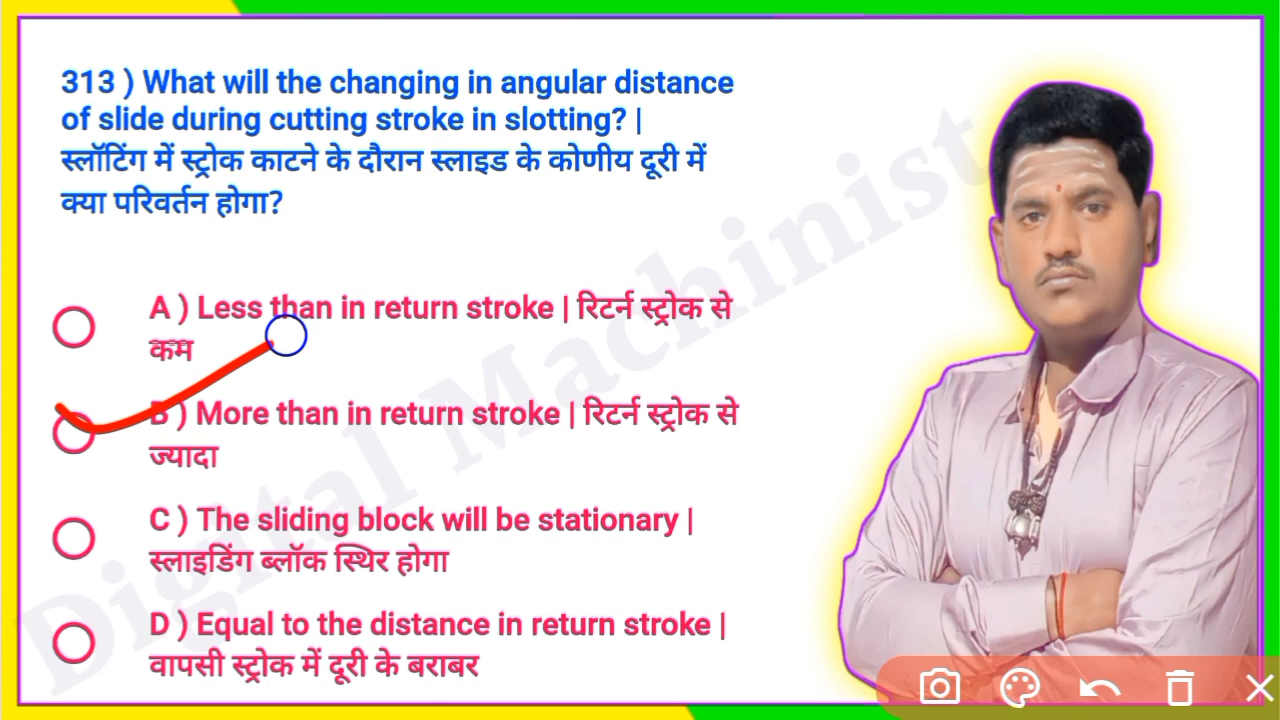 313 ) What will the changing in angular distance
of slide during cutting stroke in slotting? |
स्लॉटिंग में स्ट्रोक काटने के दौरान स्लाइड के कोणीय दूरी में
क्या परिवर्तन होगा?
A ) Less than in return stroke | रिटर्न स्ट्रोक से
कम
B ) More than in return stroke | रिटर्न स्ट्रोक से
ज्यादा
C ) The sliding block will be stationary |
स्लाइडिंग ब्लॉक स्थिर होगा
D ) Equal to the distance in return stroke |
वापसी स्ट्रोक में दूरी के बराबर
Digital Machinist